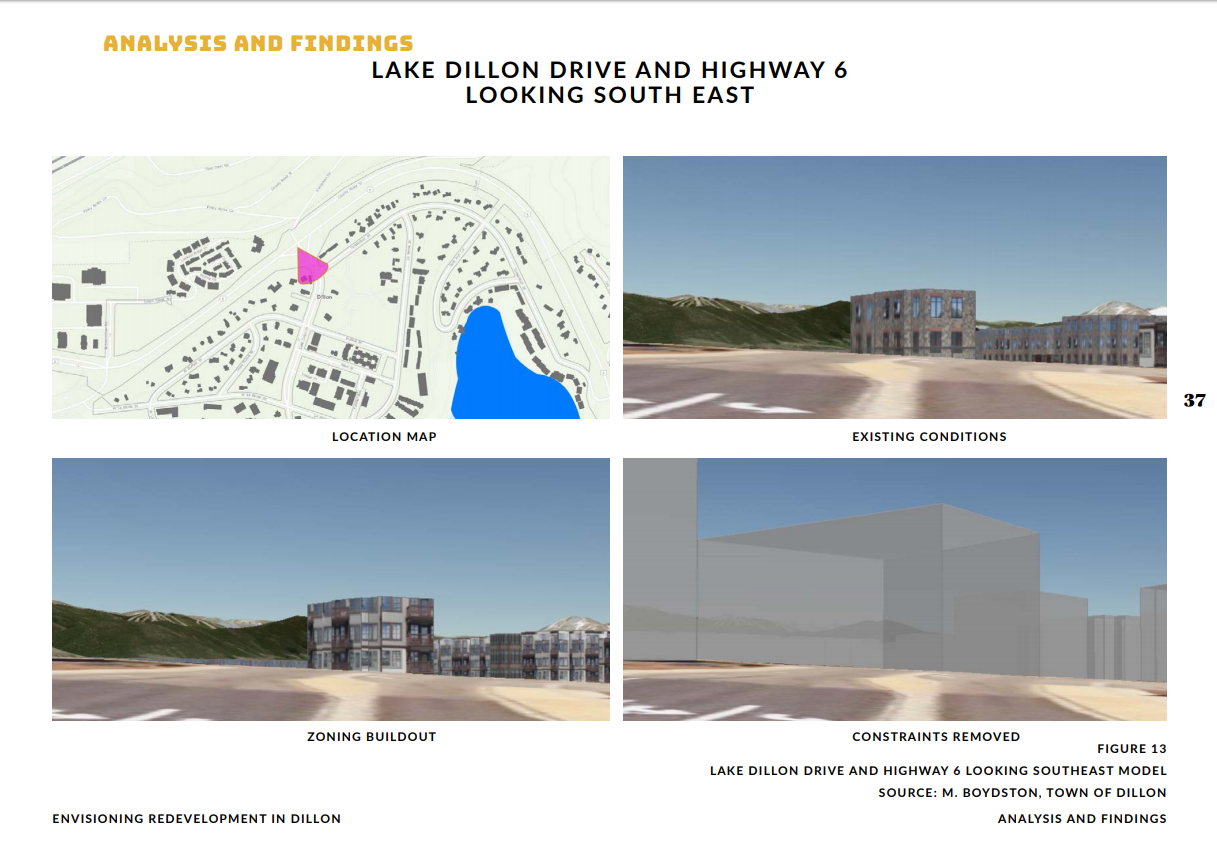 ANALYSIS AND FINDINGS
LAKE DILLON DRIVE AND HIGHWAY 6
LOOKING SOUTH EAST
Dillon
LOCATION MAP
EXISTING CONDITIONS
37
ZONING BUILDOUT
CONSTRAINTS REMOVED
FIGURE 13
LAKE DILLON DRIVE AND HIGHWAY 6 LOOKING SOUTHEAST MODEL
SOURCE: M. BOYDSTON, TOWN OF DILLON
ENVISIONING REDEVELOPMENT IN DILLON
ANALYSIS AND FINDINGS